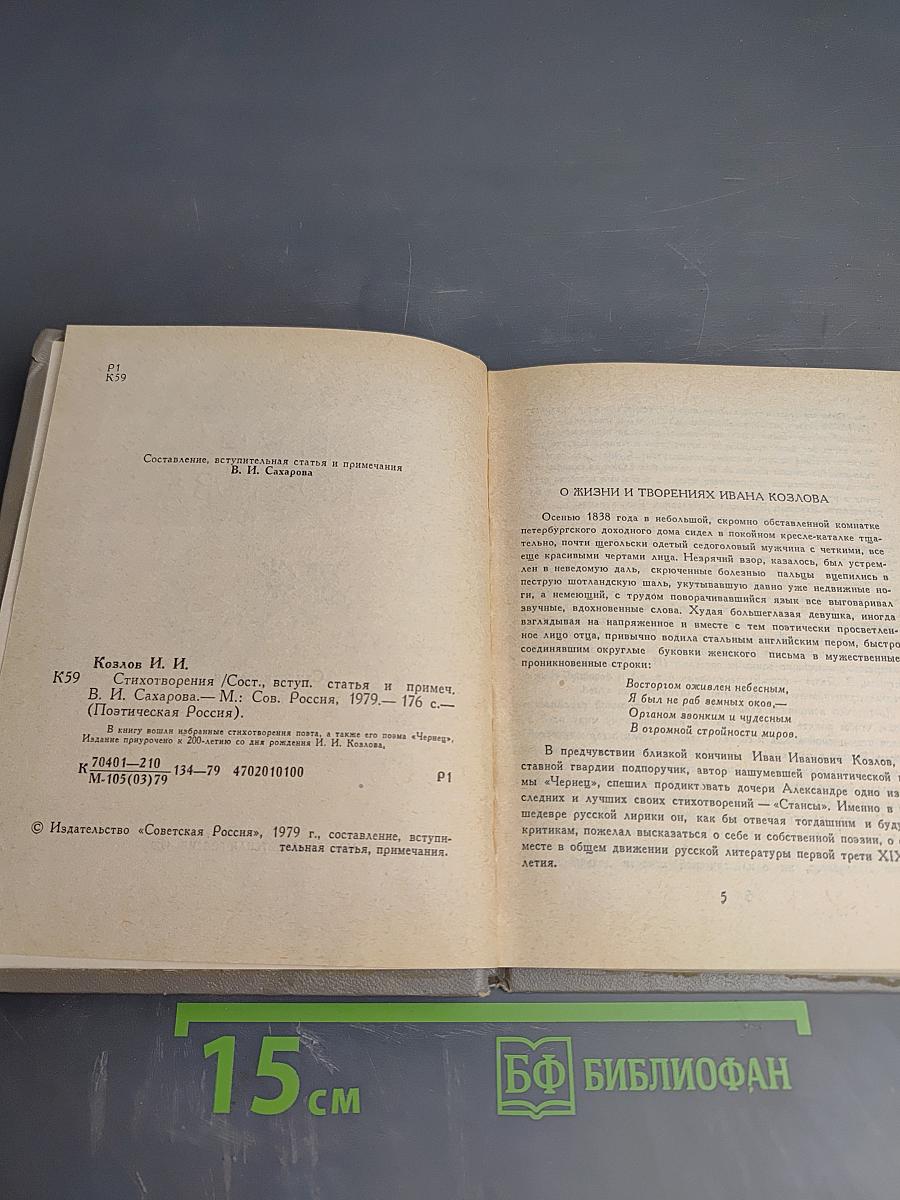 Р1
К59
Составление, вступительная статья и примечания
В. И. Сахарова
Козлов И. И.
К59 Стихотворения /Сост., вступ. статья и примеч.
В. И. Сахарова.— М.: Сов. Россия, 1979.— 176 с.—
(Поэтическая Россия).
В книгу вошли избранные стихотворения поэта, а также его поэма «Чернец».
Издание приурочено к 200-летию со дня рождения И. И. Козлова.
К 70401—210
М-105(03)79 134—79 4702010100 Р1
© Издательство «Советская Россия», 1979 г., составление, вступи-
тельная статья, примечания.
О ЖИЗНИ И ТВОРЕНИЯХ ИВАНА КОЗЛОВА
Осенью 1838 года в небольшой, скромно обставленной комнатке
петербургского доходного дома сидел в покойном кресле-каталке тща-
тельно, почти щегольски одетый седоголовый мужчина с четкими, все
еще красивыми чертами лица. Незрячий взор, казалось, был устрем-
лен в неведомую даль, скрюченные болезнью пальцы вцепились в
пеструю шотландскую шаль, укутывавшую давно уже недвижные но-
ги, а немеющий, с трудом поворачивавшийся язык все выговаривал
звучные, вдохновенные слова. Худая большеглазая девушка, иногда
взглядывая на напряженное и вместе с тем поэтически просветлен-
ное лицо отца, привычно водила стальным английским пером, быстро
соединявшим округлые буковки женского письма в мужественные
проникновенные строки:
Восторгом оживлен небесным,
Я был не раб земных оков,—
Органом звонким и чудесным
В огромной стройности миров.
В предчувствии близкой кончины Иван Иванович Козлов,
ставной гвардии подпоручик, автор нашумевшей романтической
мы «Чернец», спешил продиктовать дочери Александре одно из
следних и лучших своих стихотворений — «Стансы». Именно в
шедевре русской лирики он, как бы отвечая тогдашним и буду
критикам, пожелал высказаться о себе и собственной поэзии, о
месте в общем движении русской литературы первой трети XIX
летия.
5
15 см
БФ БИБЛИОФАН